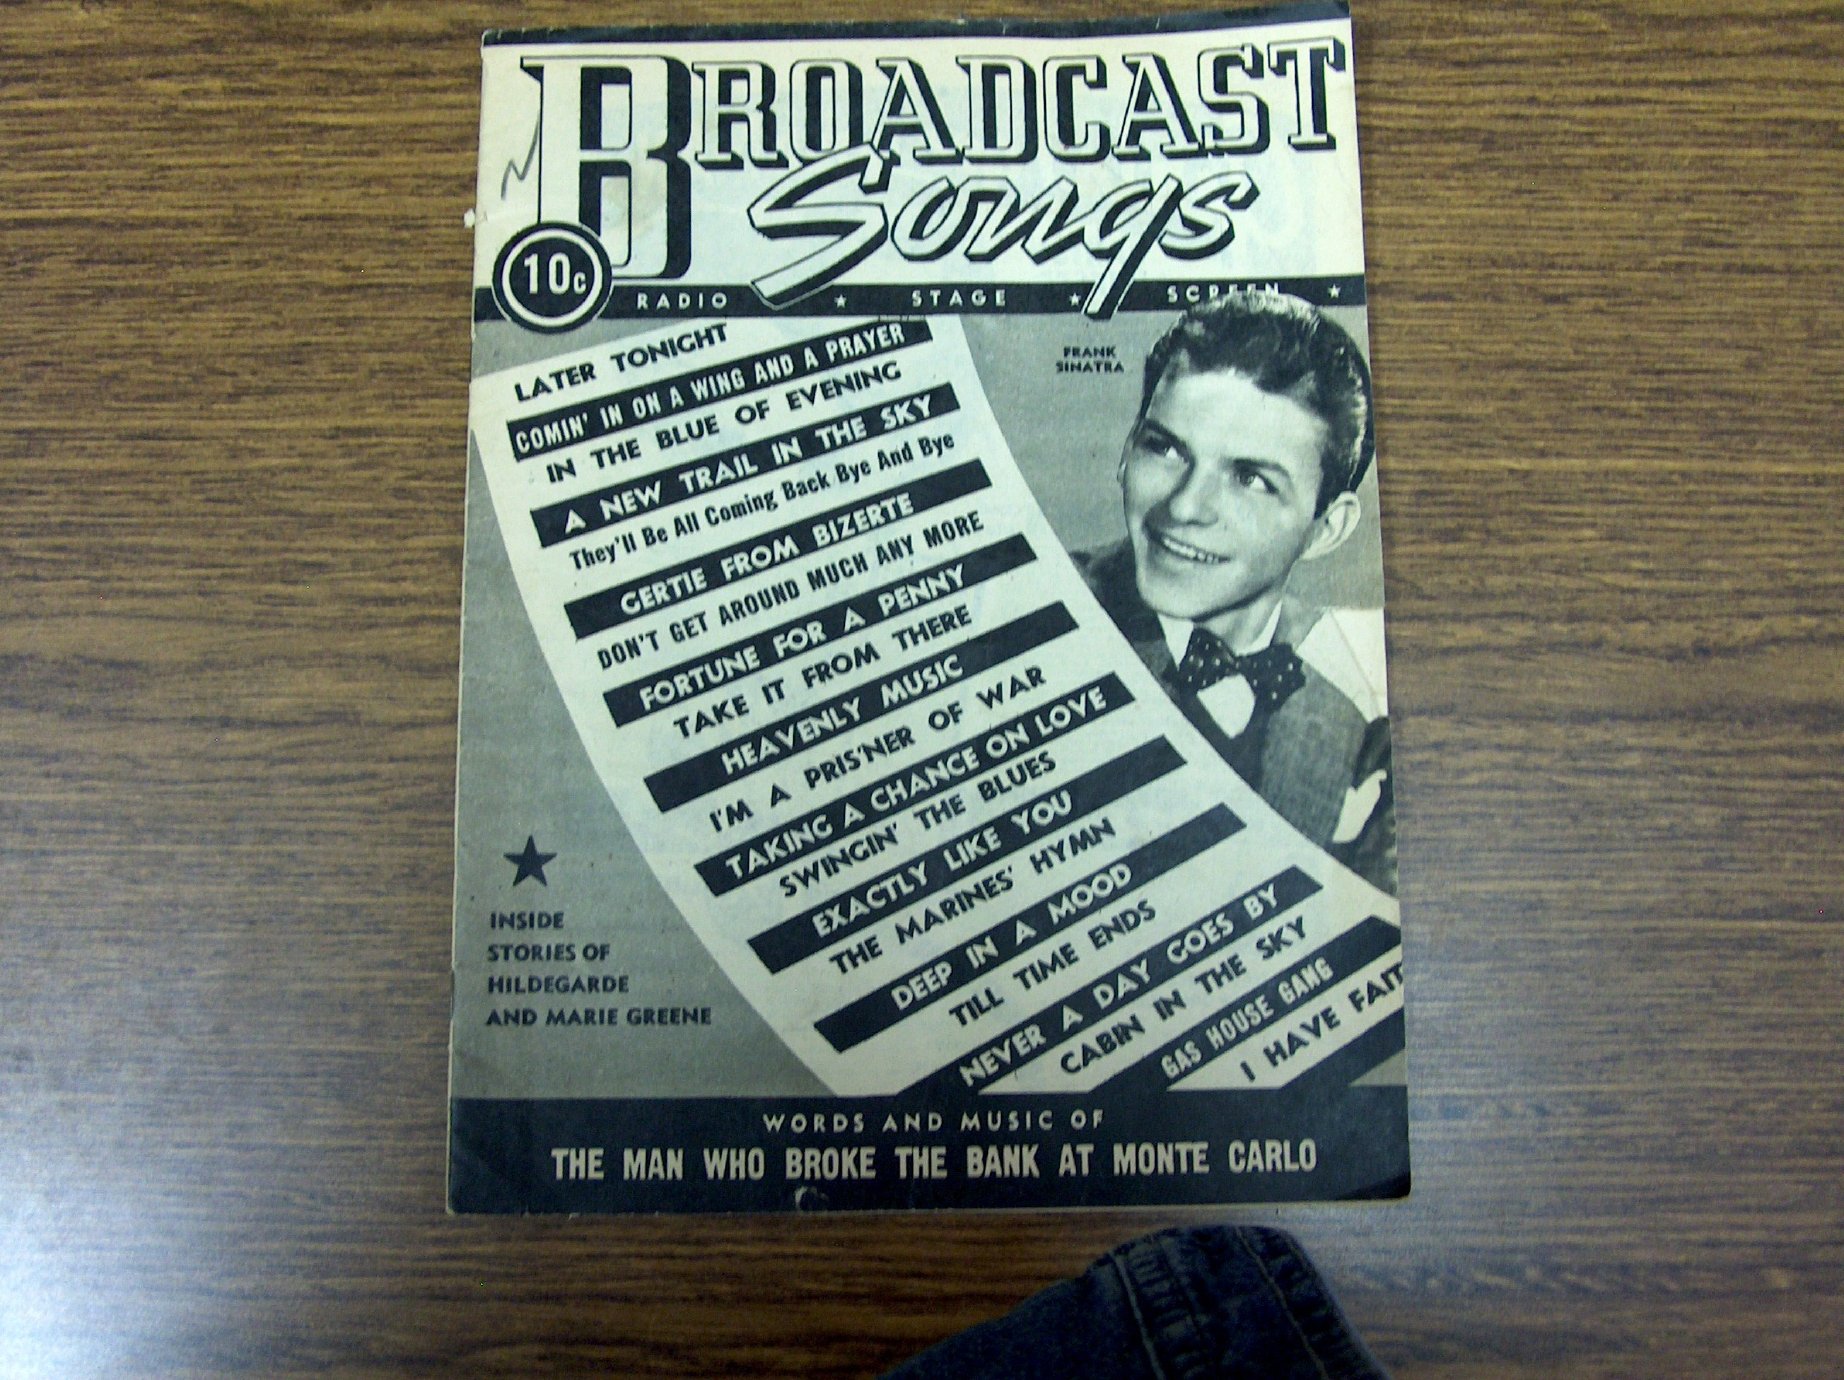 BROADCAST
Songs
10c
RADIO ★ STAGE ★ SCREEN ★
FRANK
SINATRA
LATER TONIGHT
COMIN' IN ON A WING AND A PRAYER
IN THE BLUE OF EVENING
A NEW TRAIL IN THE SKY
They'll Be All Coming Back Bye And Bye
GERTIE FROM BIZERTE
DON'T GET AROUND MUCH ANY MORE
FORTUNE FOR A PENNY
TAKE IT FROM THERE
HEAVENLY MUSIC
I'M A PRIS'NER OF WAR
TAKING A CHANCE ON LOVE
SWINGIN' THE BLUES
EXACTLY LIKE YOU
THE MARINES' HYMN
DEEP IN A MOOD
TILL TIME ENDS
NEVER A DAY GOES BY
CABIN IN THE SKY
GAS HOUSE GANG
I HAVE FAIT
INSIDE
STORIES OF
HILDEGARDE
AND MARIE GREENE
WORDS AND MUSIC OF
THE MAN WHO BROKE THE BANK AT MONTE CARLO